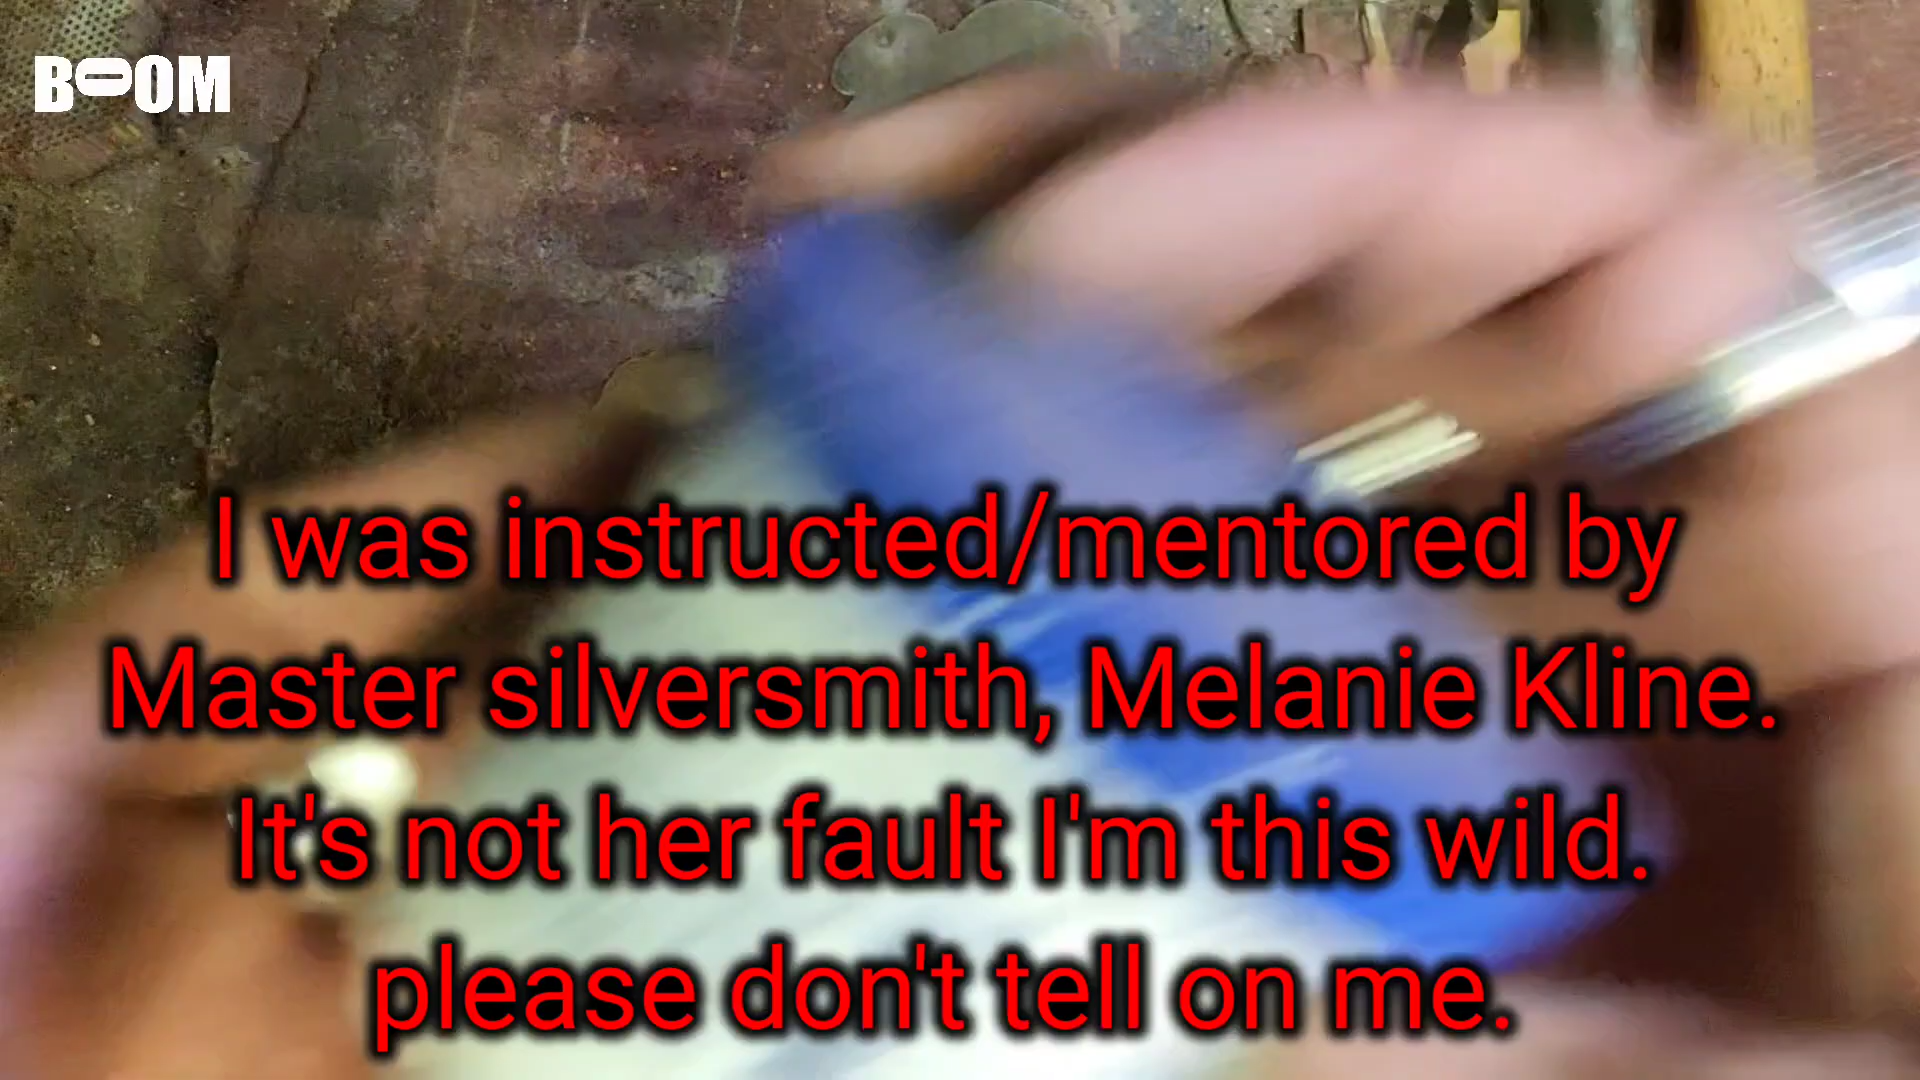 BOOM
I was instructed/mentored by
Master silversmith, Melanie Kline.
It's not her fault I'm this wild.
please don't tell on me.